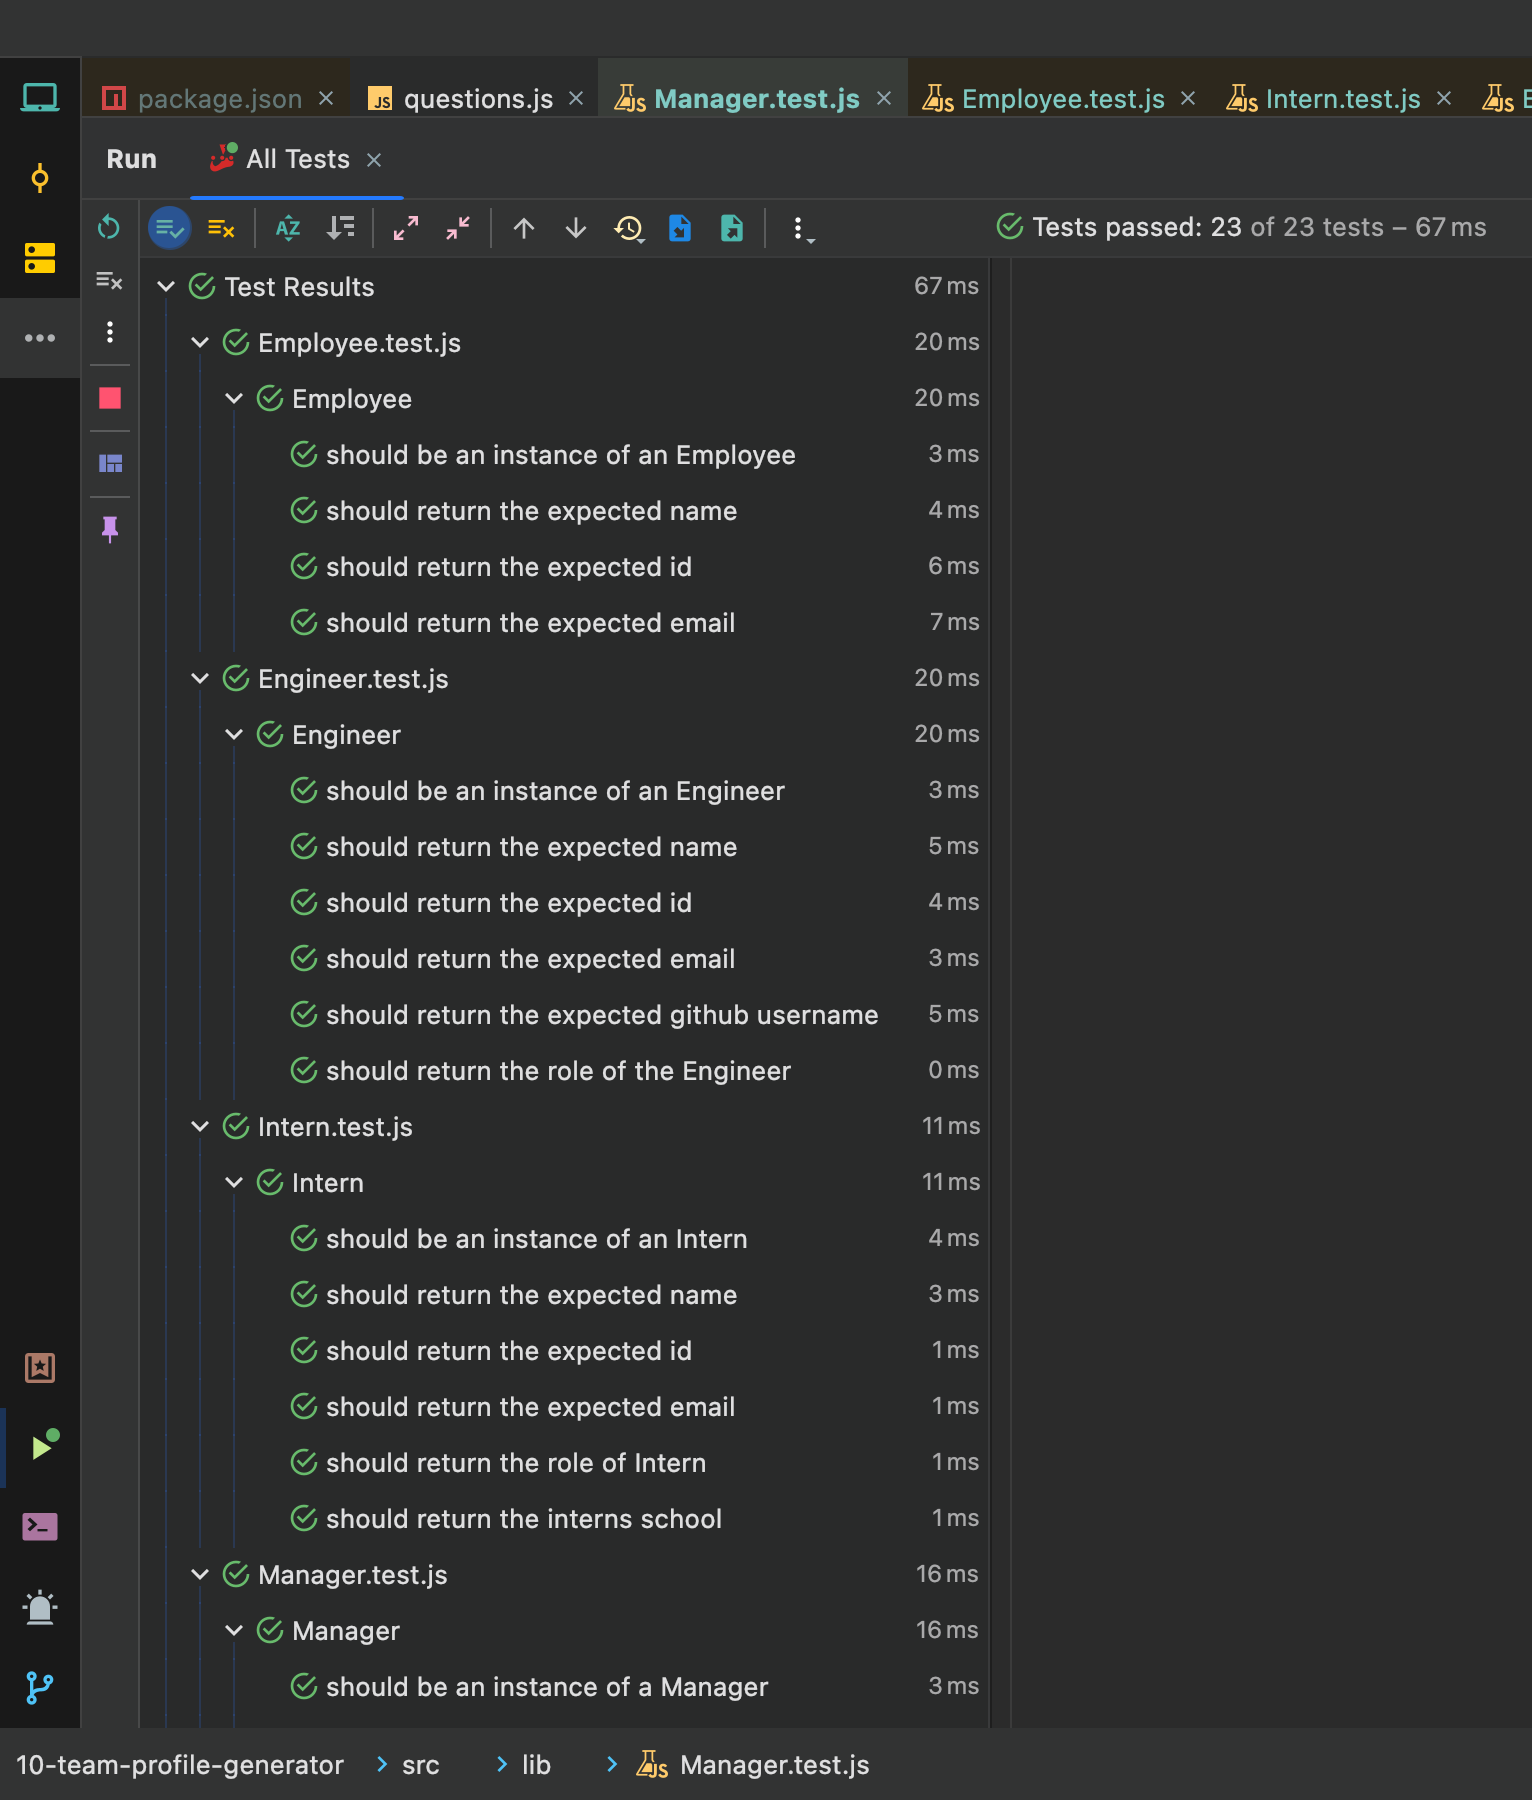 package.json questions.js Manager.test.js Employee.test.js Intern.test.js E
Run All Tests
Tests passed: 23 of 23 tests – 67 ms
Test Results 67 ms
Employee.test.js 20 ms
Employee 20 ms
should be an instance of an Employee 3 ms
should return the expected name 4 ms
should return the expected id 6 ms
should return the expected email 7 ms
Engineer.test.js 20 ms
Engineer 20 ms
should be an instance of an Engineer 3 ms
should return the expected name 5 ms
should return the expected id 4 ms
should return the expected email 3 ms
should return the expected github username 5 ms
should return the role of the Engineer 0 ms
Intern.test.js 11 ms
Intern 11 ms
should be an instance of an Intern 4 ms
should return the expected name 3 ms
should return the expected id 1 ms
should return the expected email 1 ms
should return the role of Intern 1 ms
should return the interns school 1 ms
Manager.test.js 16 ms
Manager 16 ms
should be an instance of a Manager 3 ms
10-team-profile-generator > src > lib > Manager.test.js